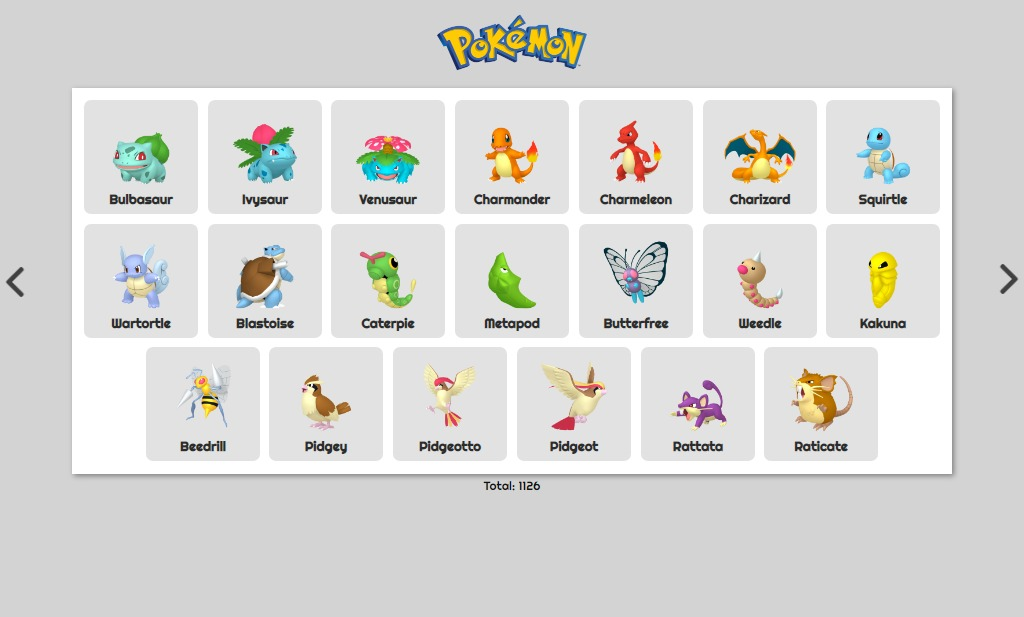 POKéMON
Bulbasaur Ivysaur Venusaur Charmander Charmeleon Charizard Squirtle
Wartortle Blastoise Caterpie Metapod Butterfree Weedle Kakuna
Beedrill Pidgey Pidgeotto Pidgeot Rattata Raticate
Total: 1126